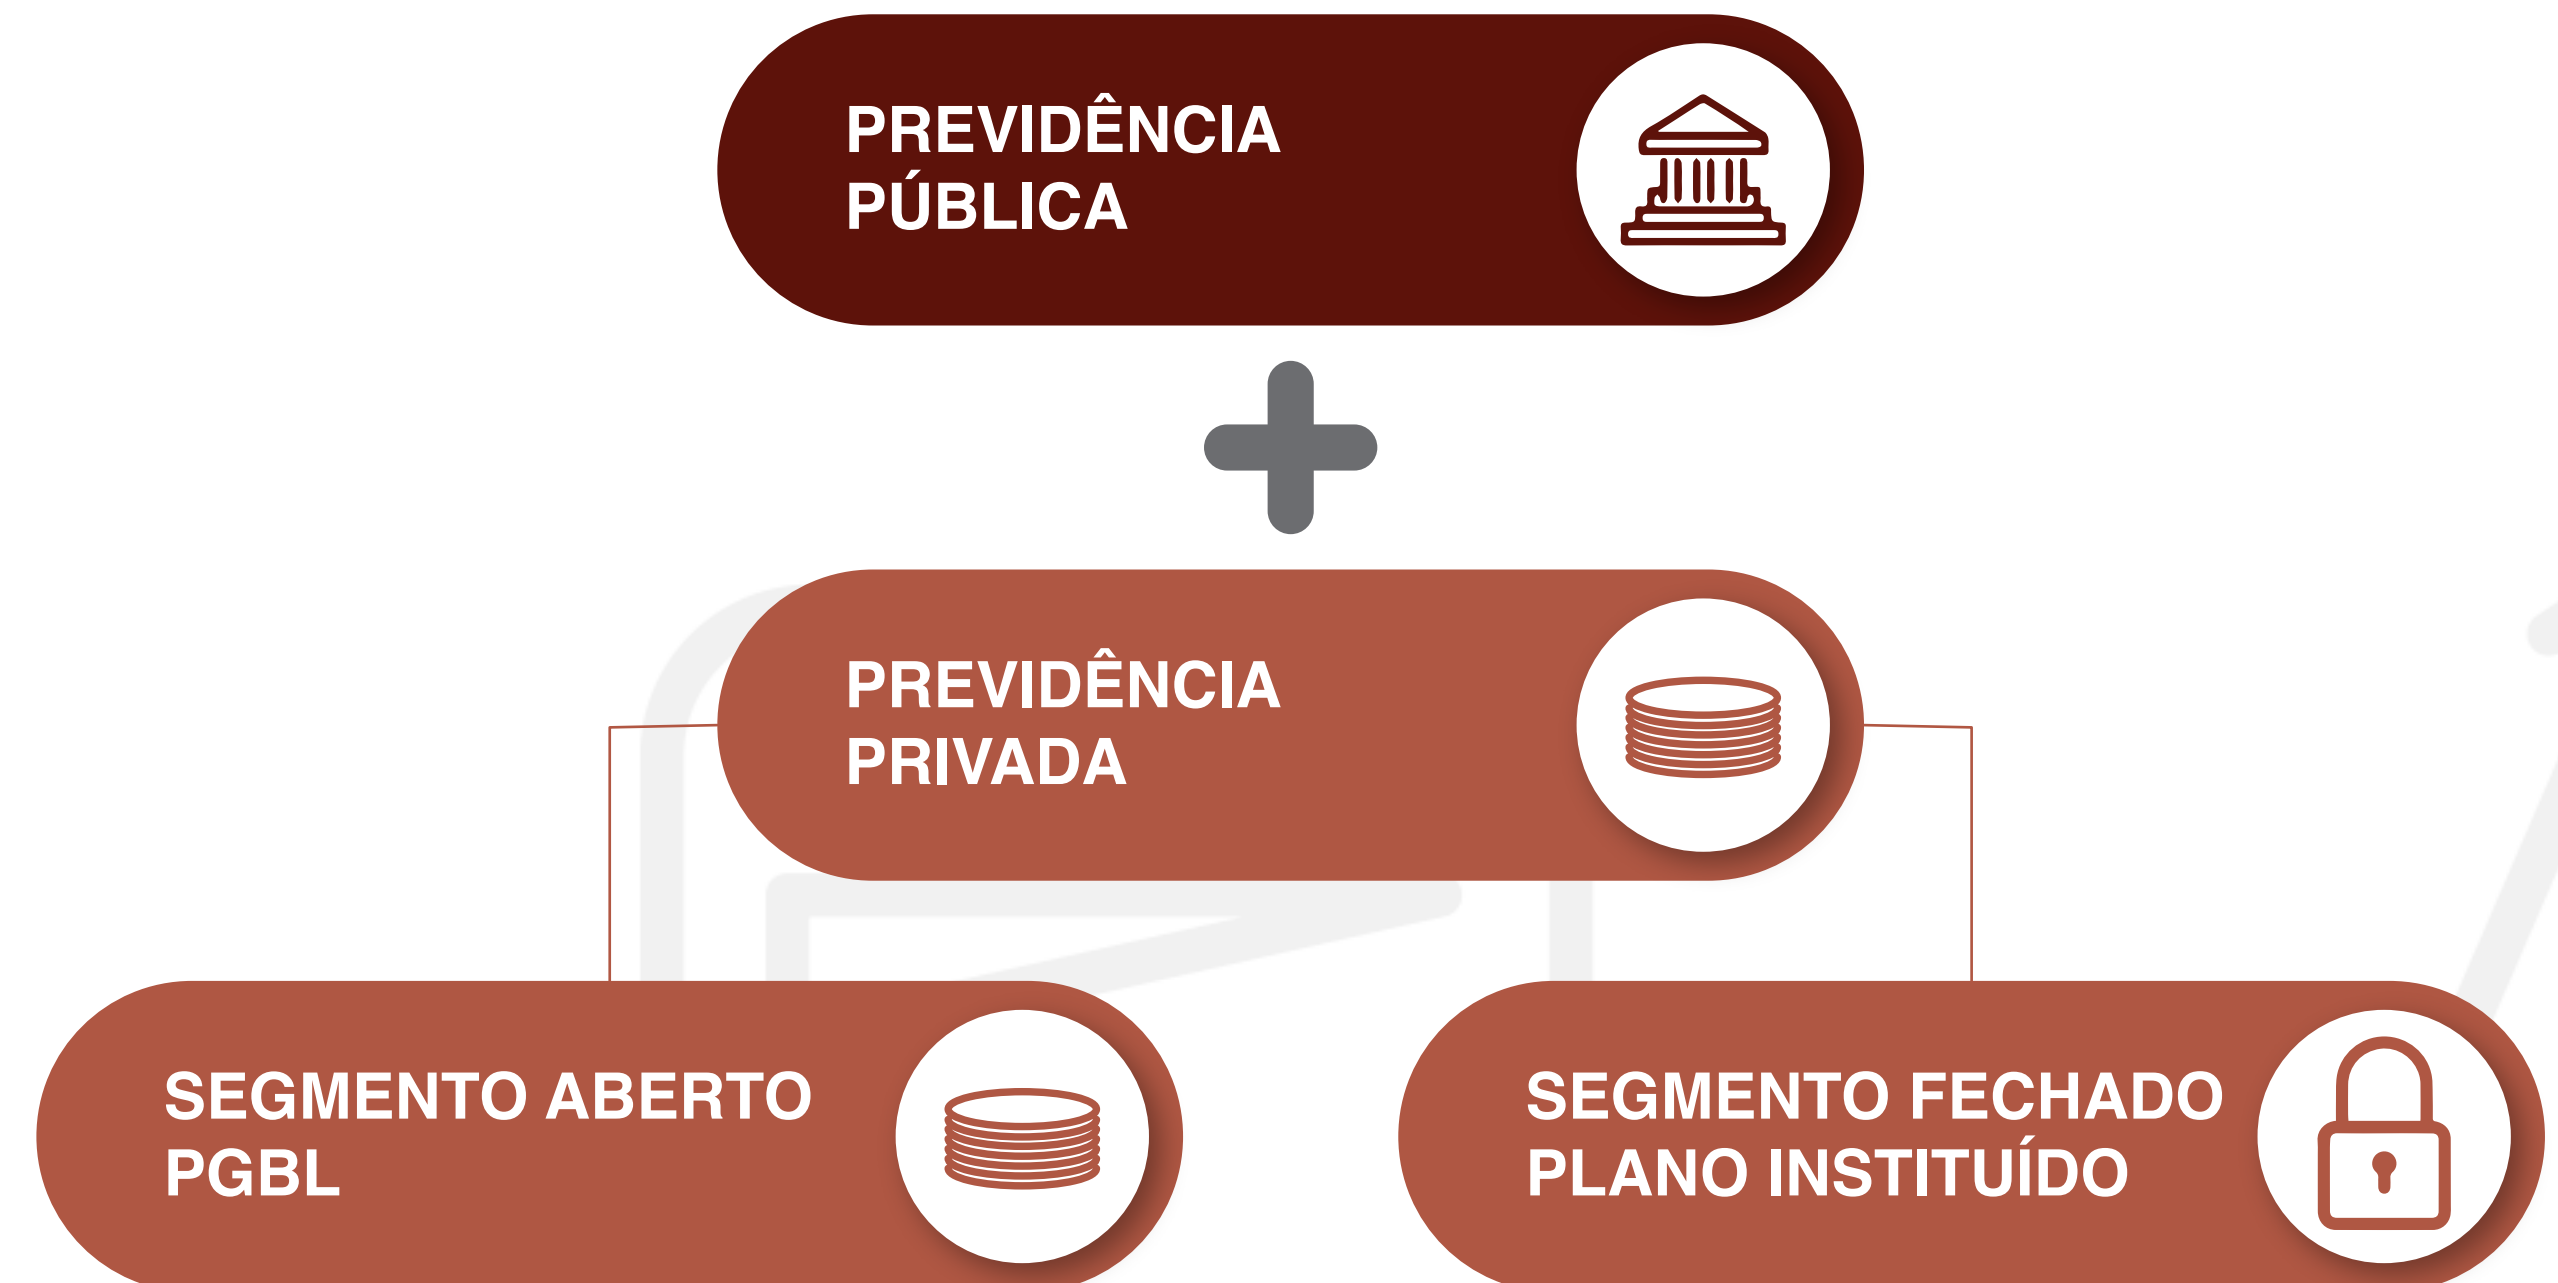 PREVIDÊNCIA
PÚBLICA
PREVIDÊNCIA
PRIVADA
SEGMENTO ABERTO
PGBL
SEGMENTO FECHADO
PLANO INSTITUÍDO